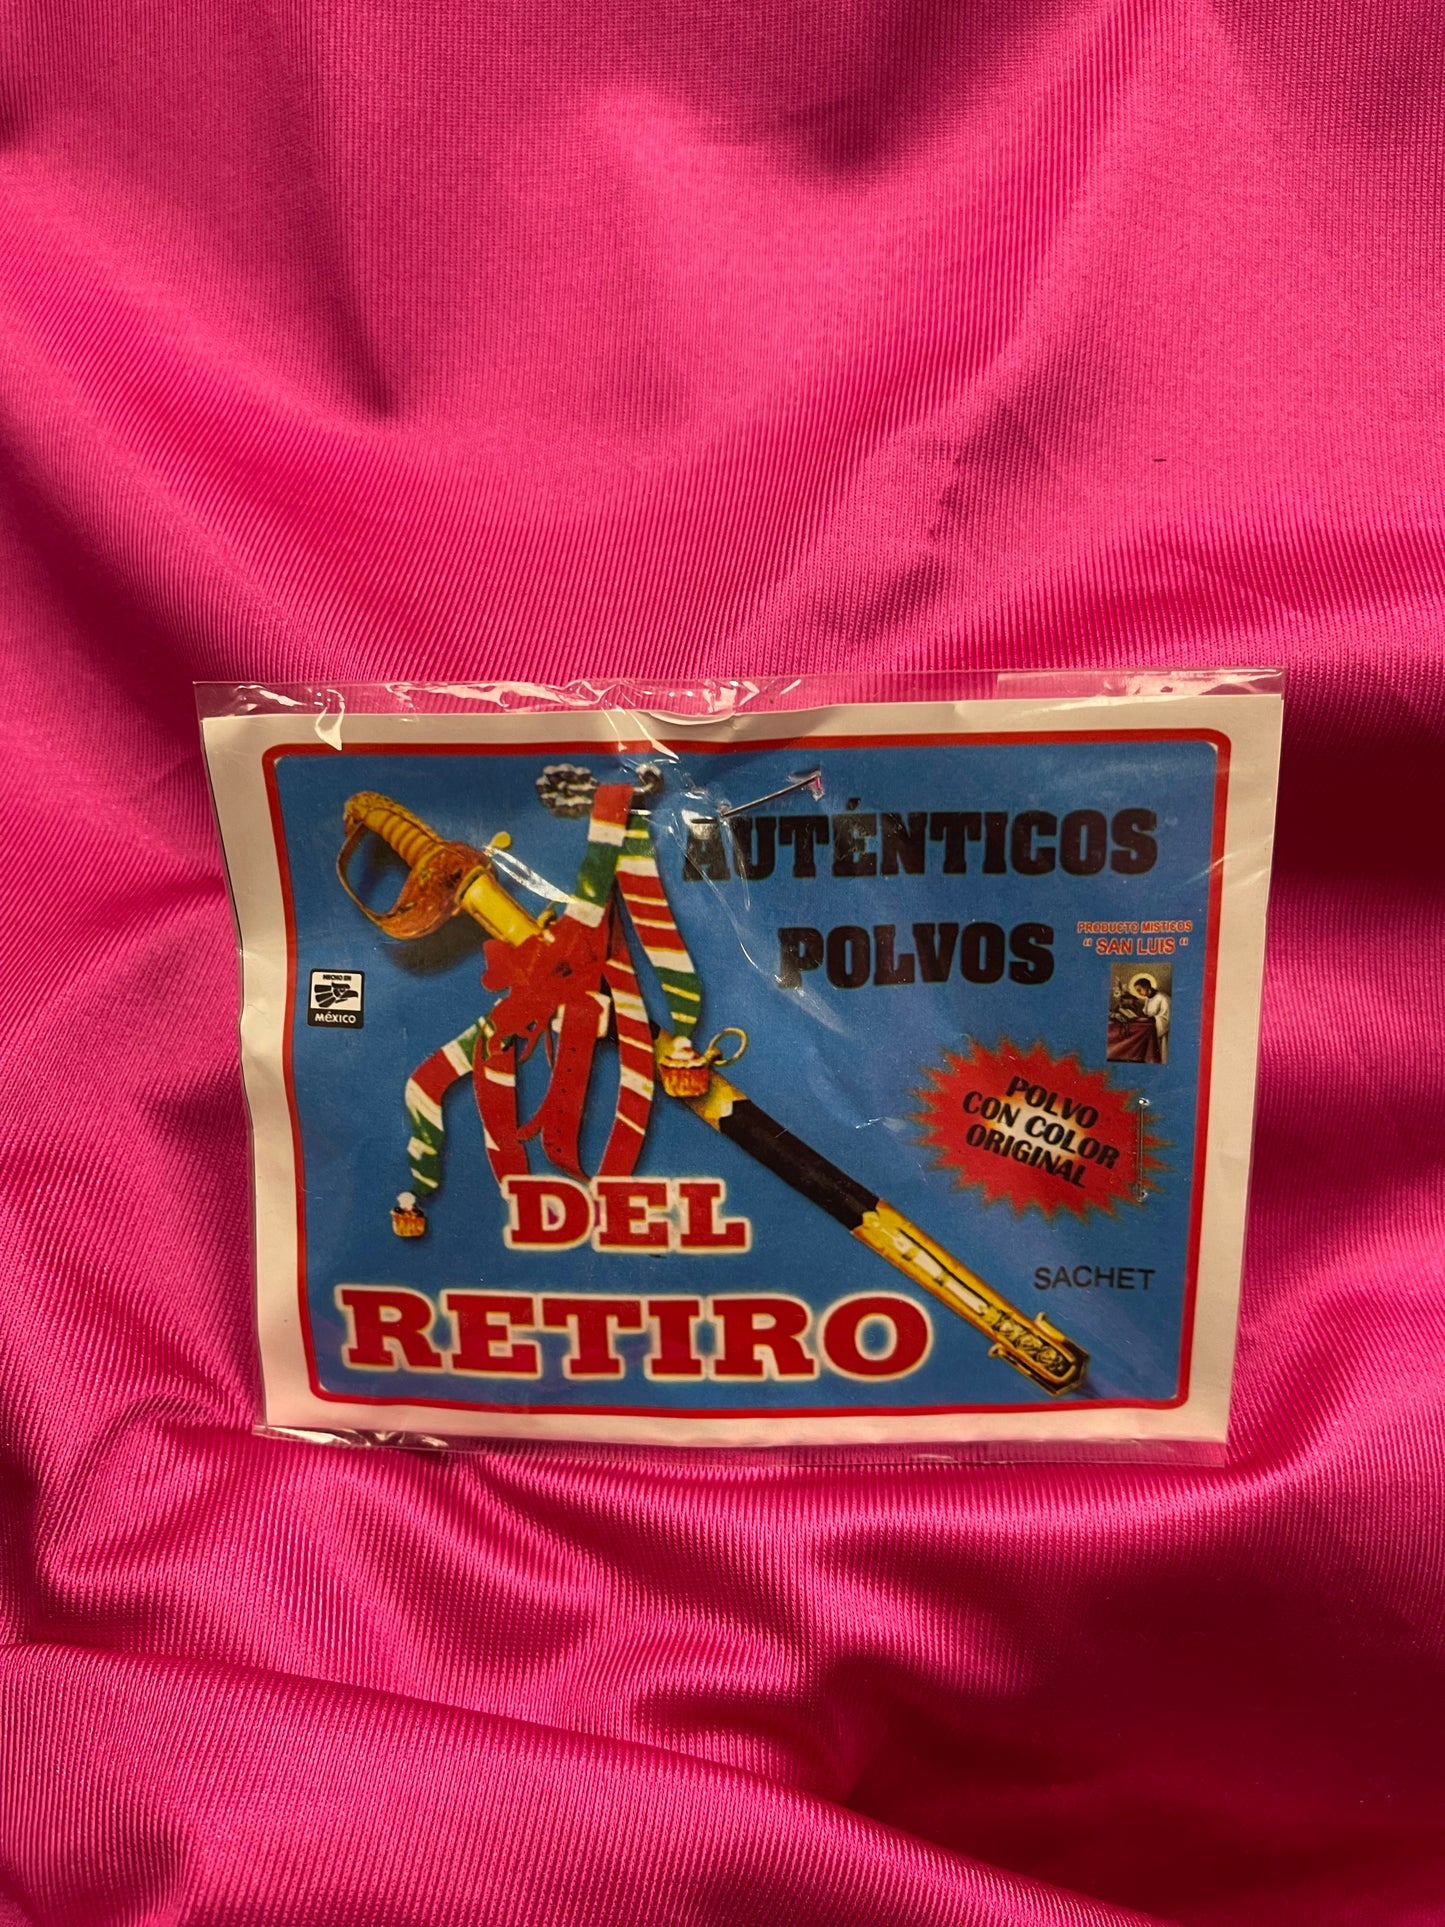 AUTÉNTICOS
POLVOS
PRODUCTO MISTICOS
" SAN LUIS "
HECHO EN
MéXICO
POLVO
CON COLOR
ORIGINAL
DEL
SACHET
RETIRO